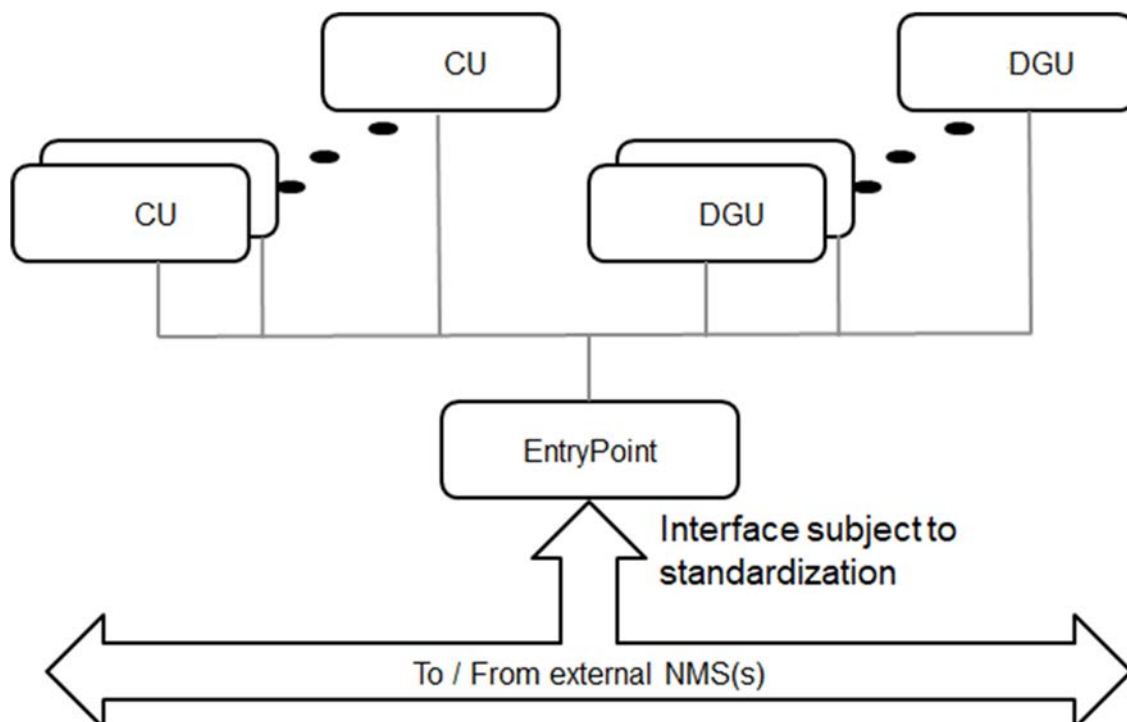 CU
DGU
CU
DGU
EntryPoint
Interface subject to
standardization
To / From external NMS(s)